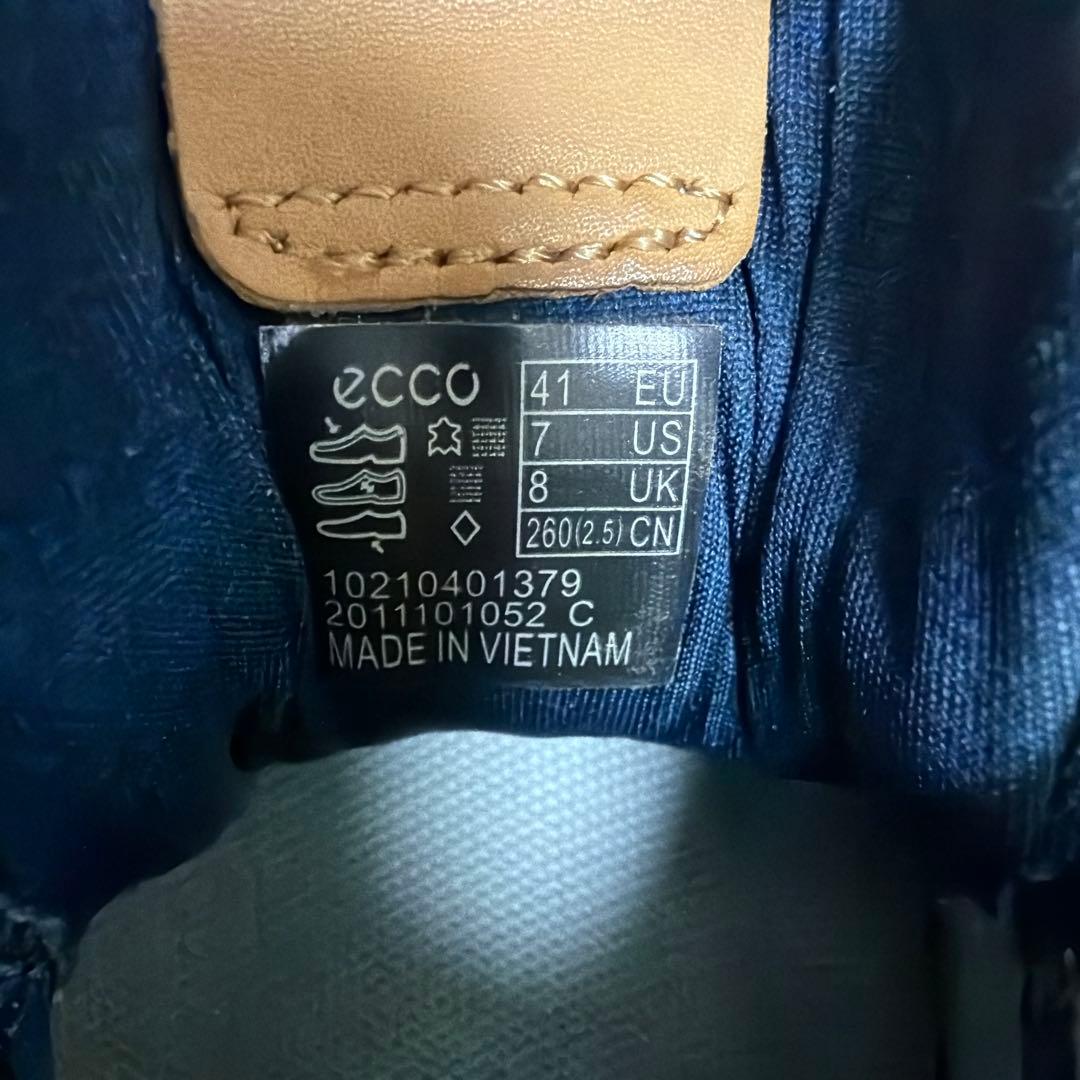 ecco
41 EU
7 US
8 UK
260(2.5) CN
10210401379
2011101052 C
MADE IN VIETNAM